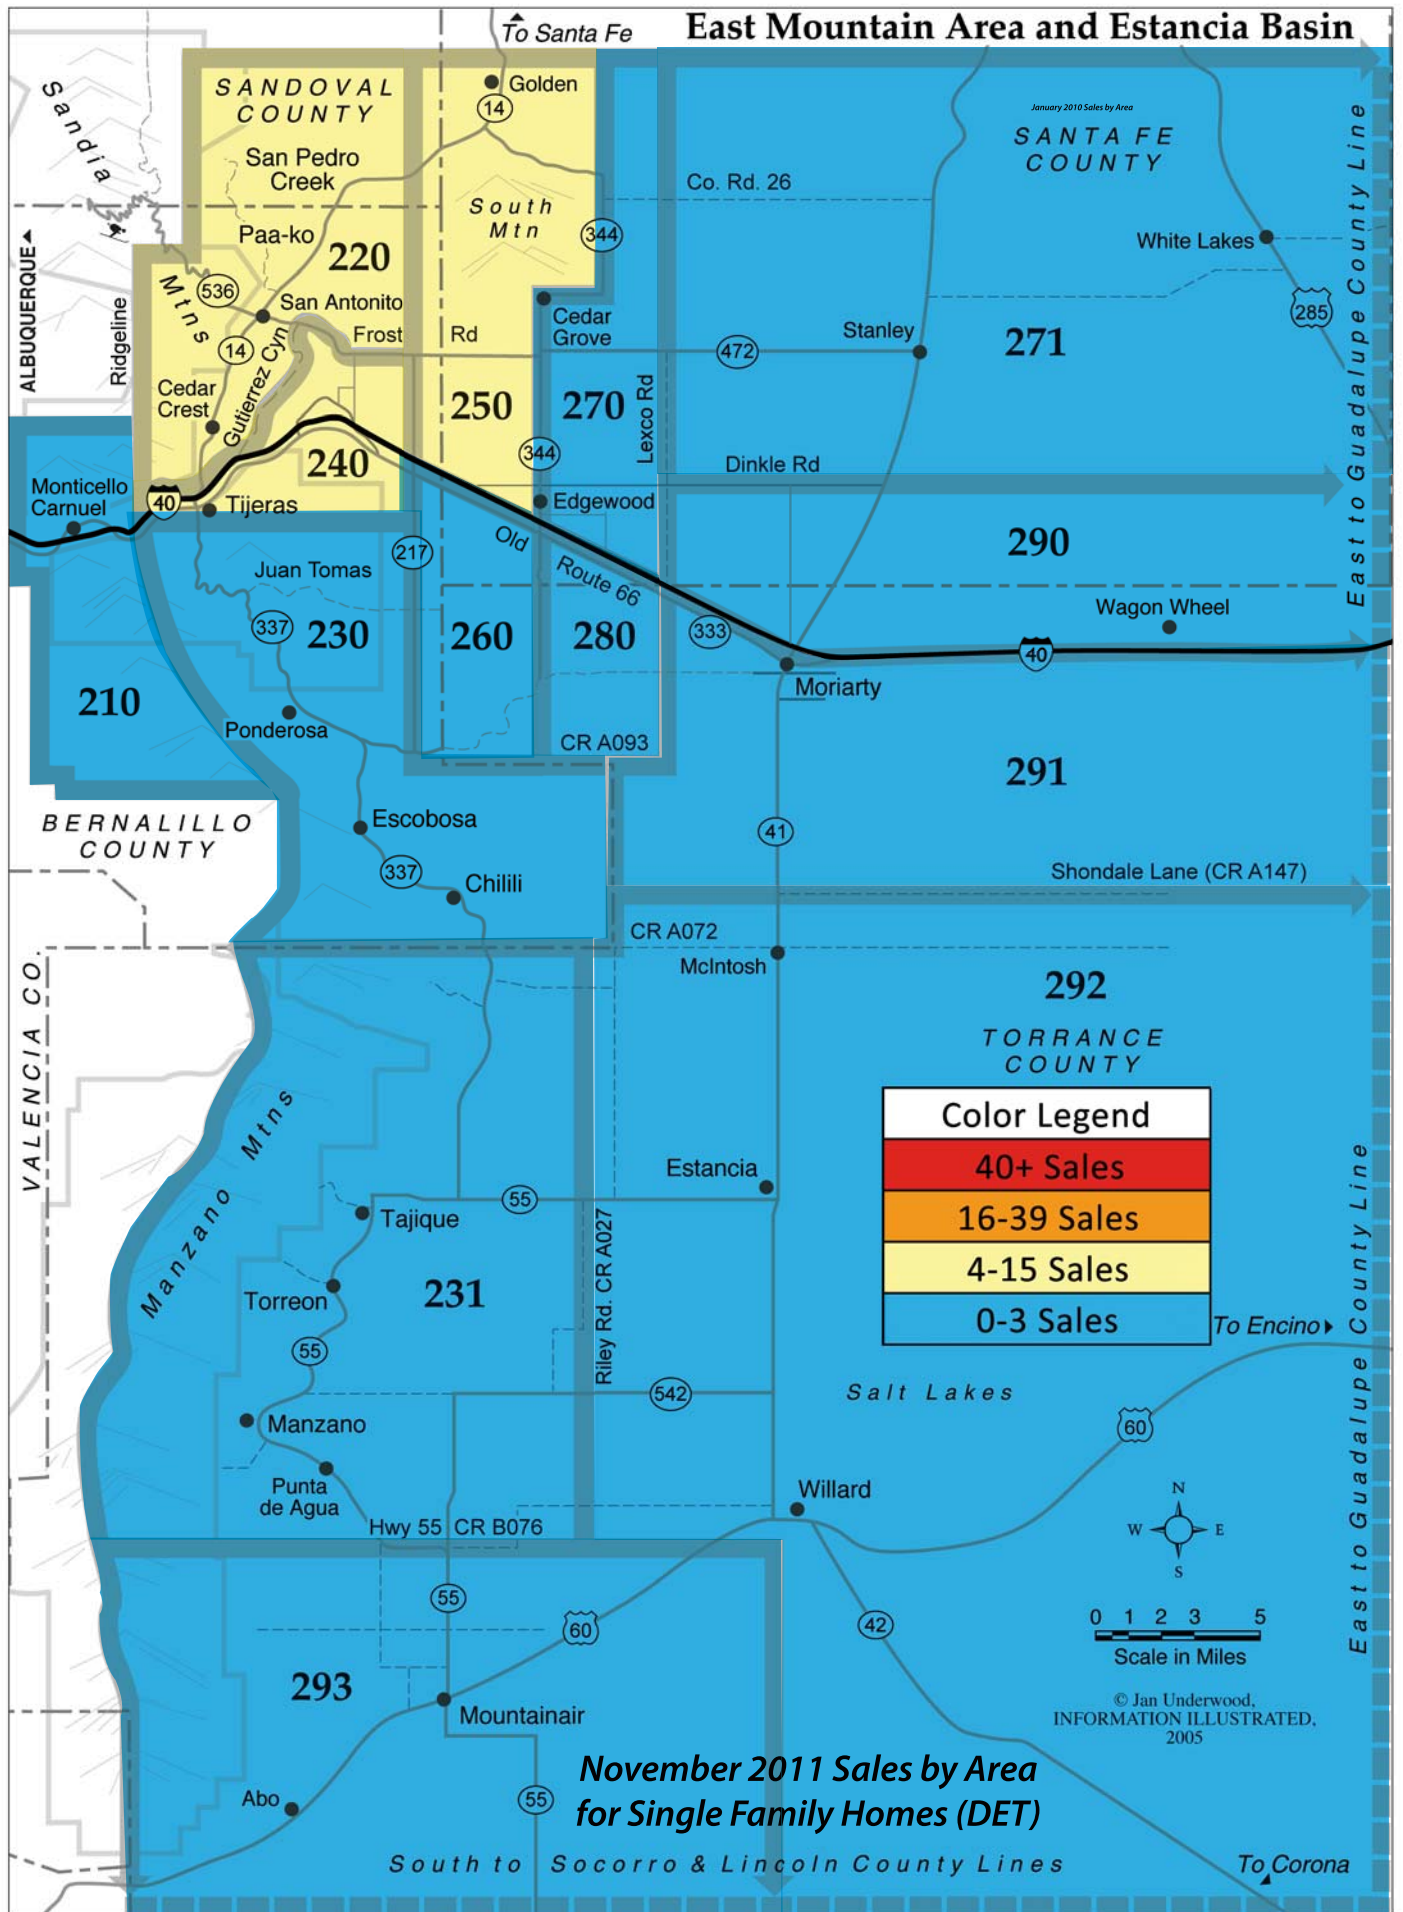 East Mountain Area and Estancia Basin
To Santa Fe
SANDOVAL
COUNTY
Golden
14
January 2010 Sales by Area
SANTA FE
COUNTY
Sandia
Mtns
San Pedro
Creek
Co. Rd. 26
South
Mtn
Paa-ko
220
344
White Lakes
ALBUQUERQUE
Ridgeline
536
San Antonito
285
Cedar
Grove
Frost
Rd
472
Stanley
271
14
Gutierrez Cyn
Cedar
Crest
250
270
Lexco Rd
East to Guadalupe County Line
240
344
Dinkle Rd
Monticello
Carnuel
40
Tijeras
Edgewood
217
Old
Route 66
290
Juan Tomas
337
230
260
280
333
Wagon Wheel
40
210
Moriarty
Ponderosa
CR A093
291
BERNALILLO
COUNTY
Escobosa
41
337
Chilili
Shondale Lane (CR A147)
CR A072
McIntosh
292
VALENCIA CO.
TORRANCE
COUNTY
Manzano Mtns
Color Legend
40+ Sales
16-39 Sales
4-15 Sales
0-3 Sales
Estancia
55
Tajique
Riley Rd. CR A027
231
Torreon
To Encino
East to Guadalupe County Line
55
542
Salt Lakes
Manzano
60
Punta
de Agua
Willard
N
W
E
S
Hwy 55
CR B076
55
60
42
0 1 2 3 5
Scale in Miles
293
Mountainair
© Jan Underwood,
INFORMATION ILLUSTRATED,
2005
November 2011 Sales by Area
for Single Family Homes (DET)
Abo
55
South to Socorro & Lincoln County Lines
To Corona